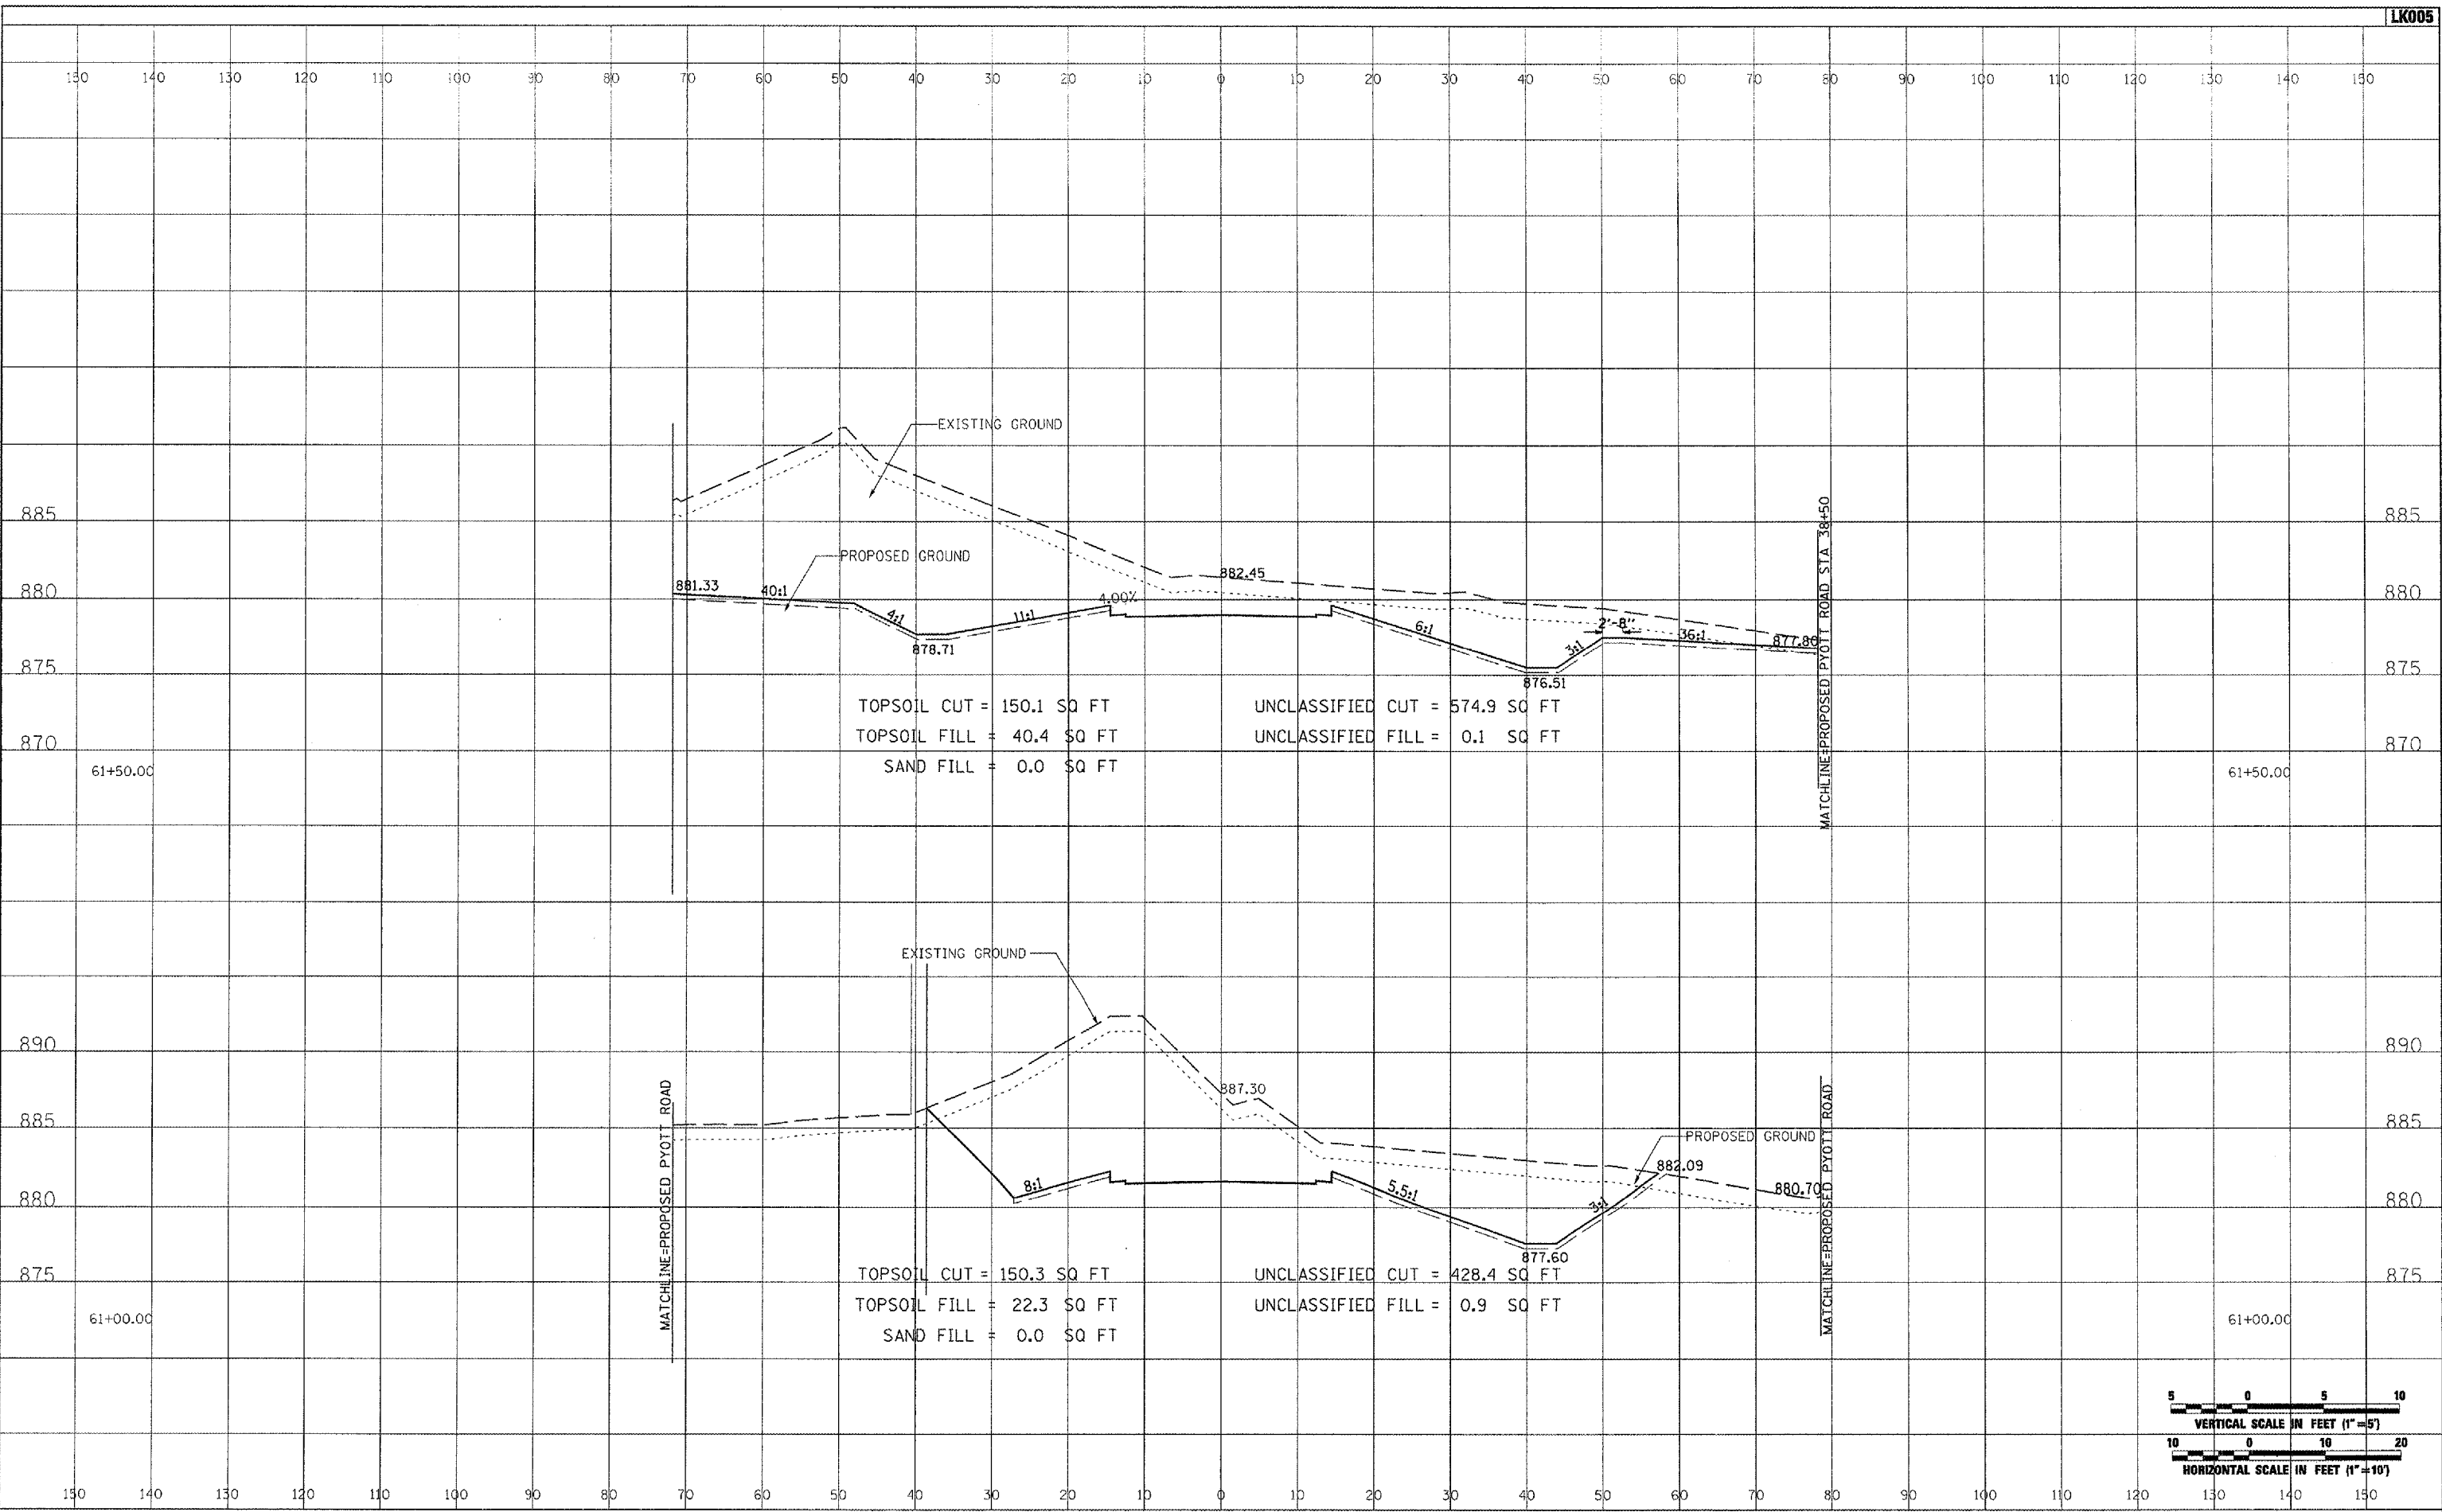 LK005
150 140 130 120 110 100 90 80 70 60 50 40 30 20 10 0 10 20 30 40 50 60 70 80 90 100 110 120 130 140 150
EXISTING GROUND
885 885
PROPOSED GROUND
882.45
880 881.33 40:1 4.00% 880
4:1 11:1 6:1 2'-8" 3:1 36:1 877.80
878.71
875 875
876.51
MATCHLINE=PROPOSED PYOTT ROAD STA 38+50
TOPSOIL CUT = 150.1 SQ FT UNCLASSIFIED CUT = 574.9 SQ FT
TOPSOIL FILL = 40.4 SQ FT UNCLASSIFIED FILL = 0.1 SQ FT
870 870
SAND FILL = 0.0 SQ FT
61+50.00 61+50.00
EXISTING GROUND
890 890
887.30
885 885
PROPOSED GROUND
882.09
880 8:1 5.5:1 3:1 880.70 880
877.60
MATCHLINE=PROPOSED PYOTT ROAD
MATCHLINE=PROPOSED PYOTT ROAD
875 TOPSOIL CUT = 150.3 SQ FT UNCLASSIFIED CUT = 428.4 SQ FT 875
TOPSOIL FILL = 22.3 SQ FT UNCLASSIFIED FILL = 0.9 SQ FT
61+00.00 61+00.00
SAND FILL = 0.0 SQ FT
5 0 5 10
VERTICAL SCALE IN FEET (1"=5')
10 0 10 20
HORIZONTAL SCALE IN FEET (1"=10')
150 140 130 120 110 100 90 80 70 60 50 40 30 20 10 0 10 20 30 40 50 60 70 80 90 100 110 120 130 140 150